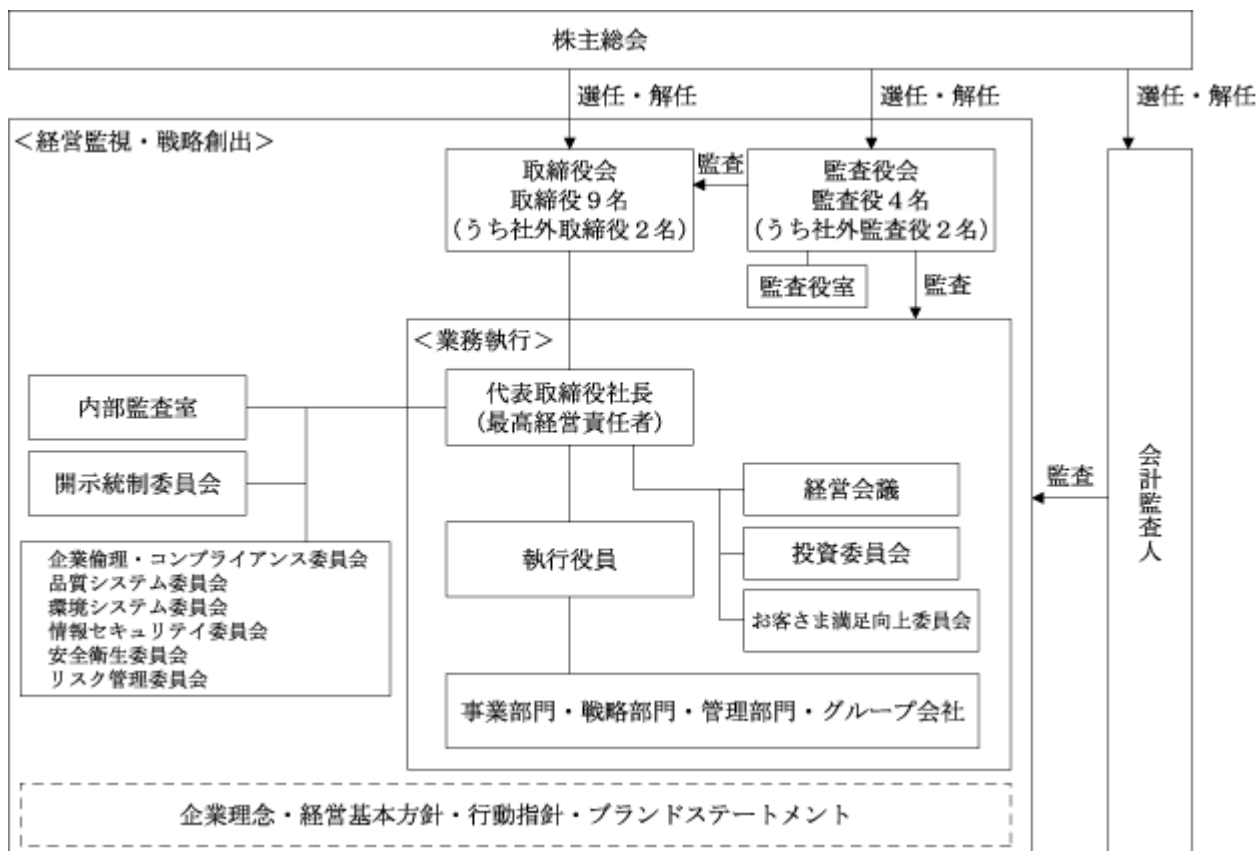 株主総会
選任・解任
選任・解任
選任・解任
＜経営監視・戦略創出＞
取締役会
取締役９名
(うち社外取締役２名)
監査
監査役会
監査役４名
(うち社外監査役２名)
監査役室
監査
＜業務執行＞
内部監査室
代表取締役社長
(最高経営責任者)
開示統制委員会
経営会議
監査
会計監査人
企業倫理・コンプライアンス委員会
品質システム委員会
環境システム委員会
情報セキュリテイ委員会
安全衛生委員会
リスク管理委員会
執行役員
投資委員会
お客さま満足向上委員会
事業部門・戦略部門・管理部門・グループ会社
企業理念・経営基本方針・行動指針・ブランドステートメント